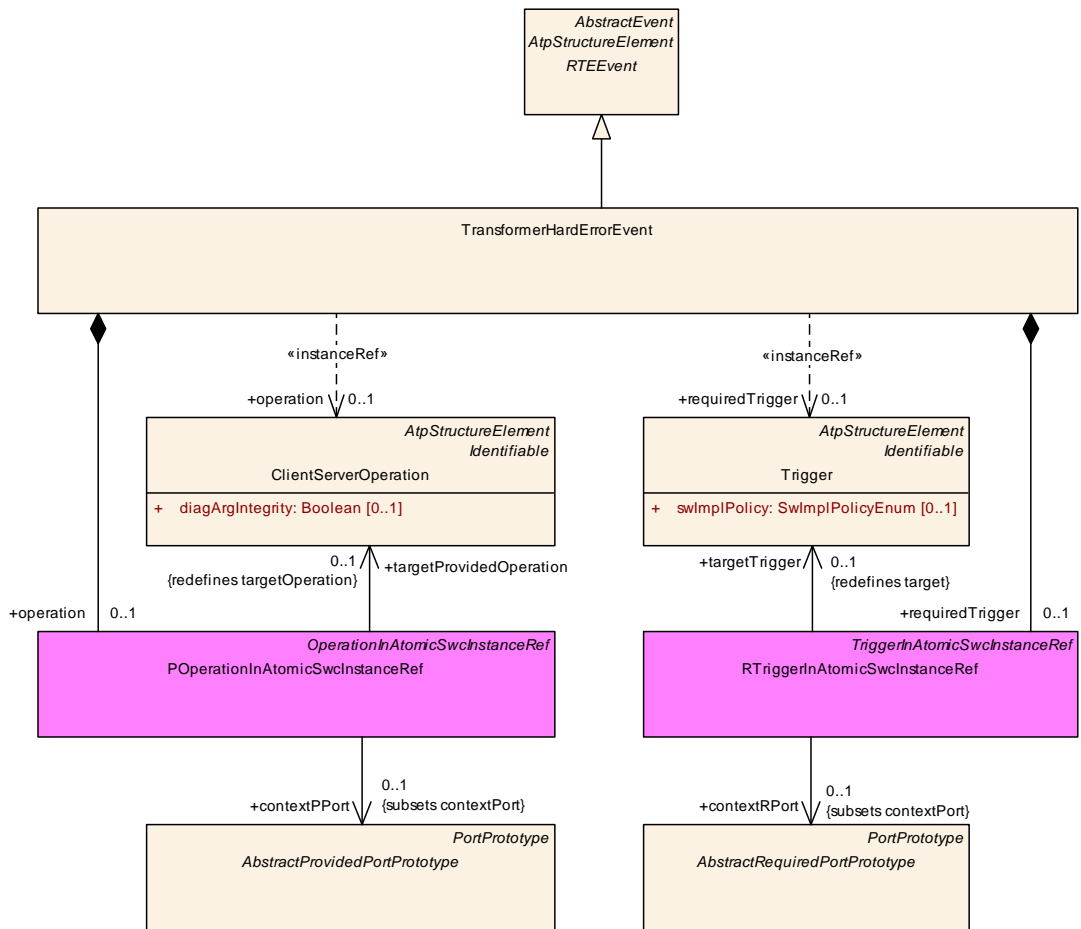 AbstractEvent
AtpStructureElement
RTEEvent
TransformerHardErrorEvent
«instanceRef»
«instanceRef»
+operation 0..1
+requiredTrigger 0..1
AtpStructureElement
Identifiable
ClientServerOperation
+ diagArgIntegrity: Boolean [0..1]
AtpStructureElement
Identifiable
Trigger
+ swImplPolicy: SwImplPolicyEnum [0..1]
0..1
{redefines targetOperation}
+targetProvidedOperation
+targetTrigger 0..1
{redefines target}
+operation 0..1
+requiredTrigger 0..1
OperationInAtomicSwcInstanceRef
POperationInAtomicSwcInstanceRef
TriggerInAtomicSwcInstanceRef
RTriggerInAtomicSwcInstanceRef
+contextPPort
0..1
{subsets contextPort}
+contextRPort
0..1
{subsets contextPort}
PortPrototype
AbstractProvidedPortPrototype
PortPrototype
AbstractRequiredPortPrototype